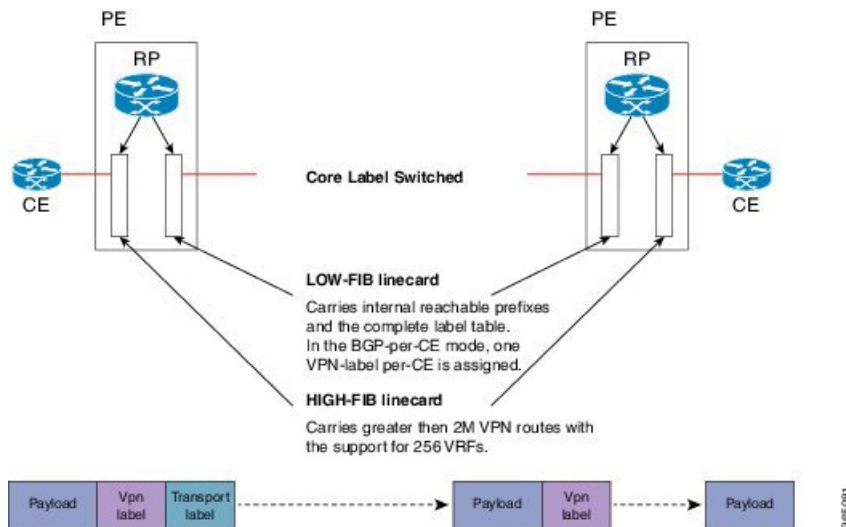 PE
PE
RP
RP
CE
CE
Core Label Switched
LOW-FIB linecard
Carries internal reachable prefixes
and the complete label table.
In the BGP-per-CE mode, one
VPN-label per-CE is assigned.
HIGH-FIB linecard
Carries greater then 2M VPN routes with
the support for 256 VRFs.
Payload
Vpn
label
Transport
label
Payload
Vpn
label
Payload